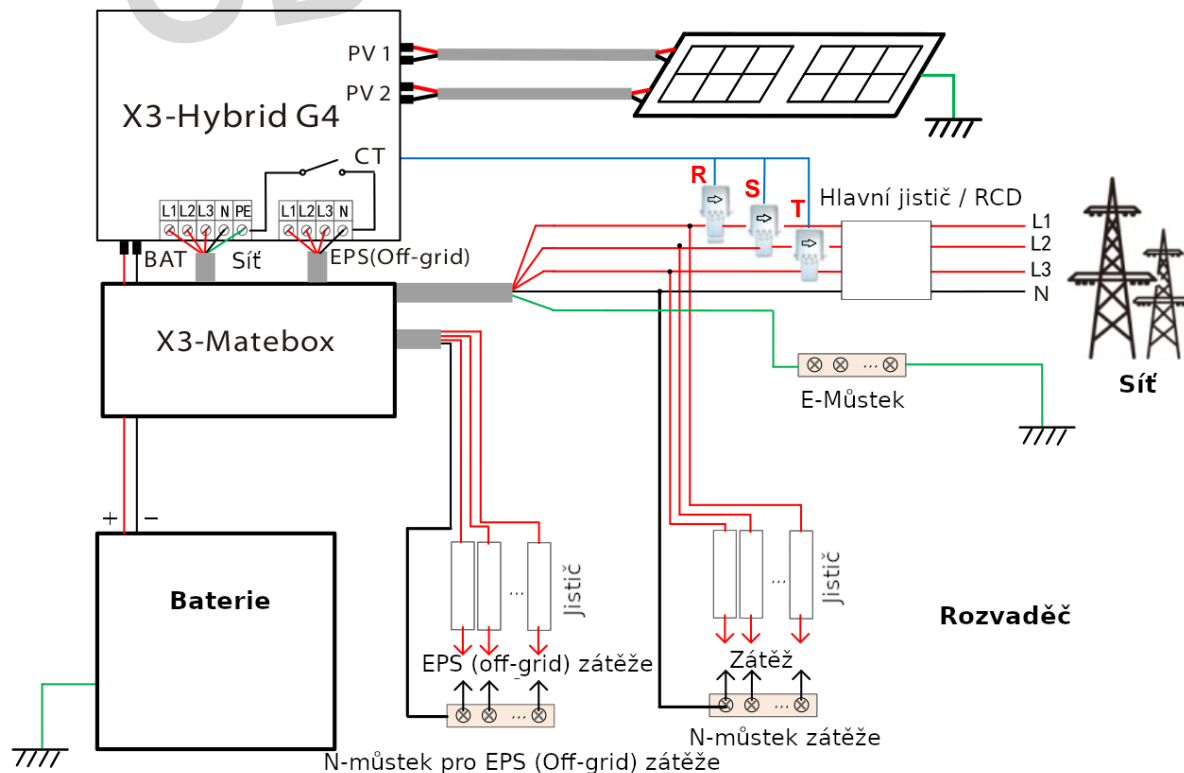 PV 1
PV 2
X3-Hybrid G4
CT
L1 L2 L3 N PE
L1 L2 L3 N
BAT
Síť
EPS(Off-grid)
R
S
T
Hlavní jistič / RCD
L1
L2
L3
N
X3-Matebox
...
E-Můstek
Síť
+ −
Baterie
...
Jistič
...
Jistič
Rozvaděč
EPS (off-grid) zátěže
Zátěž
...
...
N-můstek zátěže
N-můstek pro EPS (Off-grid) zátěže